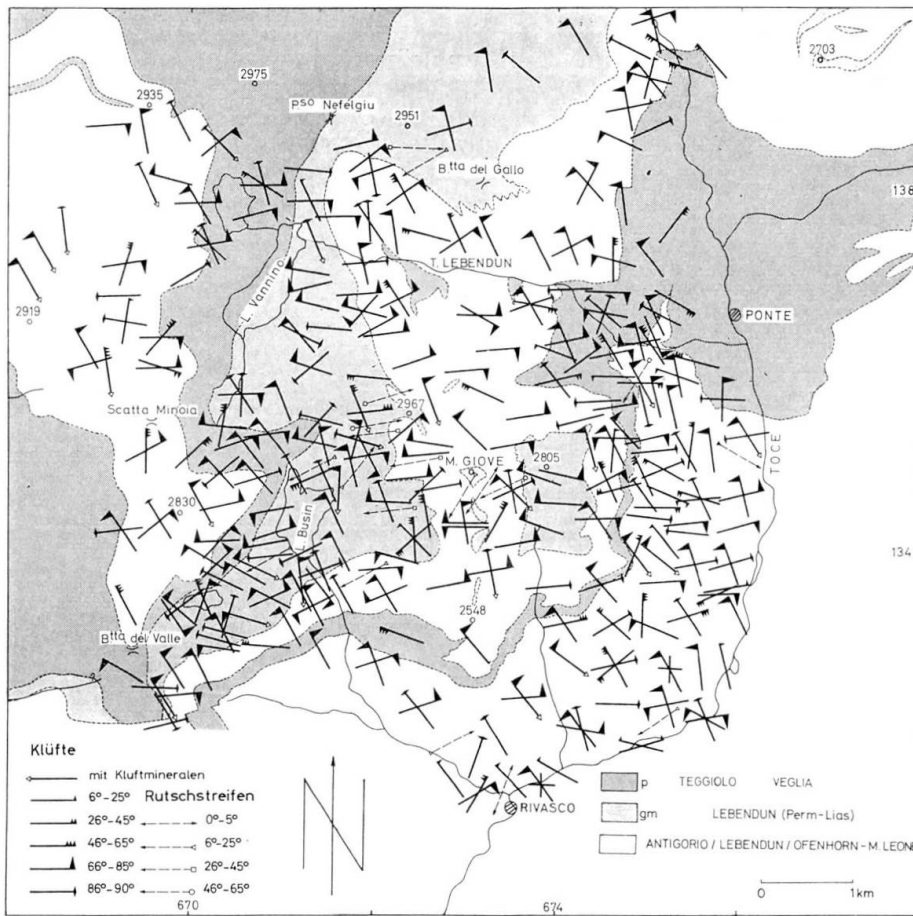 2703
2975
2935
Pso Nefelgiu
2951
Btta del Gallo
138
T. LEBENDUN
L. Vannino
2919
PONTE
Scatta Minoia
2967
M. GIOVE
2805
TOCE
2830
L. Busin
134
2548
Btta del Valle
Klüfte
mit Kluftmineralen
6°-25° Rutschstreifen
26°-45° 0°-5°
46°-65° 6°-25°
66°-85° 26°-45°
86°-90° 46°-65°
N
RIVASCO
p TEGGIOLO VEGLIA
gm LEBENDUN (Perm-Lias)
ANTIGORIO / LEBENDUN / OFENHORN-M. LEONE
0 1km
670 674